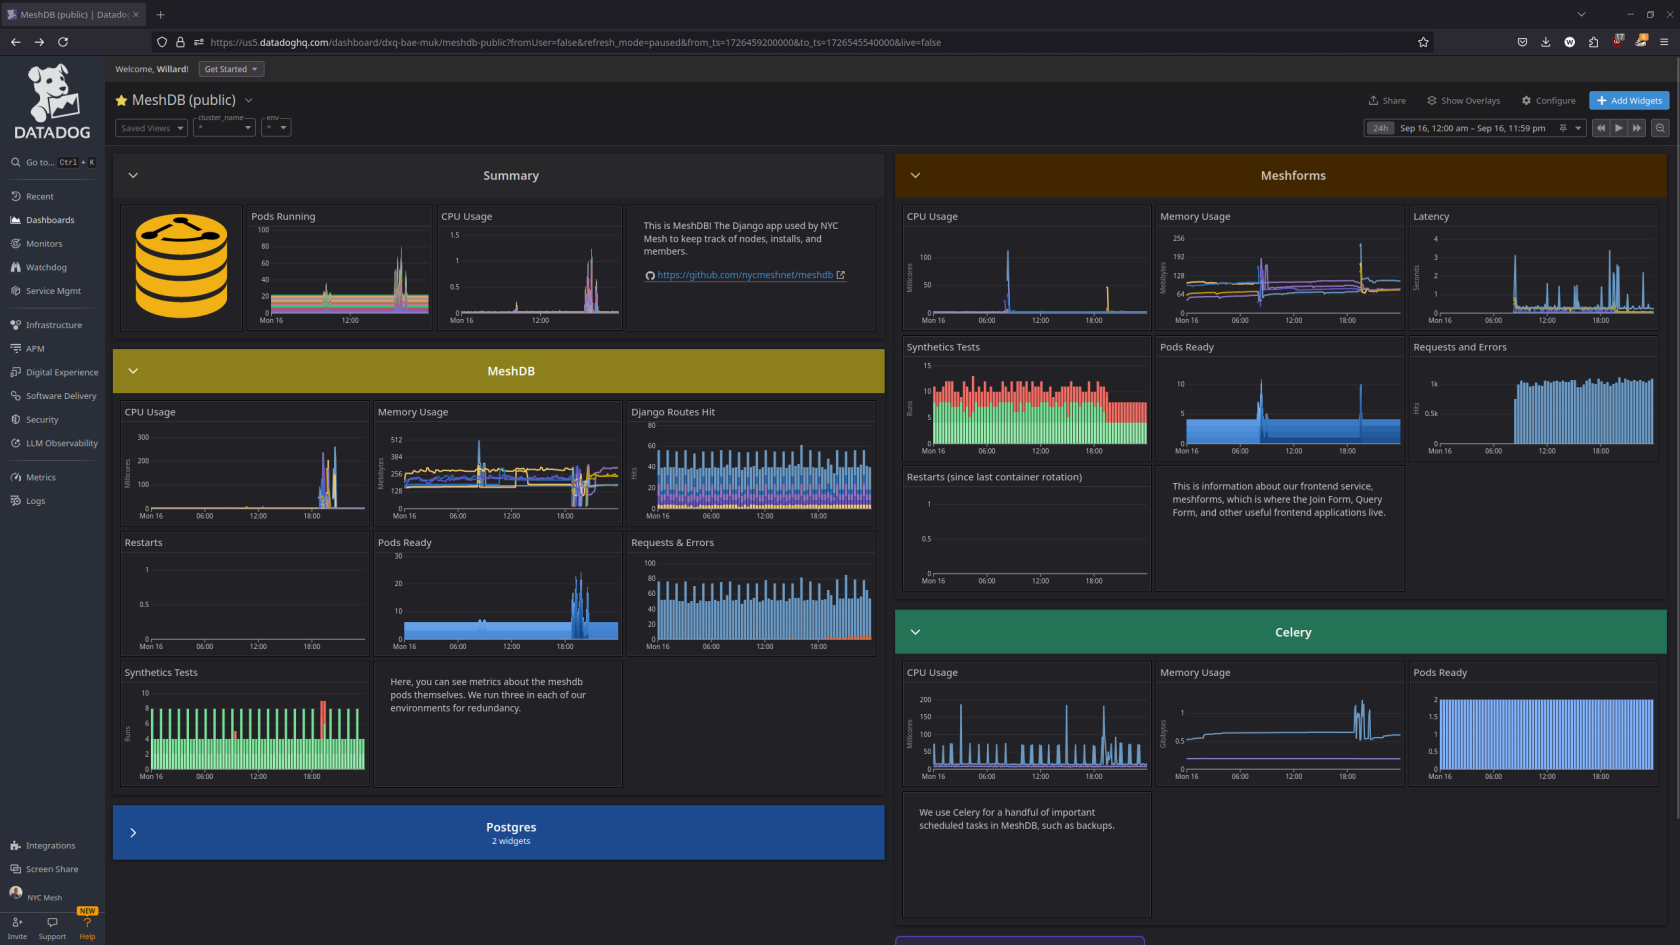 MeshDB (public) | Datadog
https://us5.datadoghq.com/dashboard/dxq-bae-muk/meshdb-public?fromUser=false&refresh_mode=paused&from_ts=1726459200000&to_ts=1726545540000&live=false
17
DATADOG
Go to... Ctrl + K
Recent
Dashboards
Monitors
Watchdog
Service Mgmt
Infrastructure
APM
Digital Experience
Software Delivery
Security
LLM Observability
Metrics
Logs
Integrations
Screen Share
NYC Mesh
NEW
Invite Support Help
Welcome, Willard! Get Started
MeshDB (public)
Share Show Overlays Configure + Add Widgets
Saved Views cluster_name * env *
24h Sep 16, 12:00 am – Sep 16, 11:59 pm
Summary
Pods Running
100
80
60
40
20
0
Mon 16 12:00
CPU Usage
1.5
1
0.5
0
Mon 16 12:00
This is MeshDB! The Django app used by NYC
Mesh to keep track of nodes, installs, and
members.
https://github.com/nycmeshnet/meshdb
MeshDB
CPU Usage
Millicores
300
200
100
0
Mon 16 06:00 12:00 18:00
Memory Usage
Mebibytes
512
384
256
128
Mon 16 06:00 12:00 18:00
Django Routes Hit
Hits
80
60
40
20
0
Mon 16 06:00 12:00 18:00
Restarts
1
0.5
0
Mon 16 06:00 12:00 18:00
Pods Ready
30
20
10
0
Mon 16 06:00 12:00 18:00
Requests & Errors
100
80
60
40
20
0
Mon 16 06:00 12:00 18:00
Synthetics Tests
Runs
10
8
6
4
2
0
Mon 16 06:00 12:00 18:00
Here, you can see metrics about the meshdb
pods themselves. We run three in each of our
environments for redundancy.
Postgres
2 widgets
Meshforms
CPU Usage
Millicores
100
50
0
Mon 16 06:00 12:00 18:00
Memory Usage
Mebibytes
256
192
128
64
0
Mon 16 06:00 12:00 18:00
Latency
Seconds
4
3
2
1
0
Mon 16 06:00 12:00 18:00
Synthetics Tests
Runs
15
10
5
0
Mon 16 06:00 12:00 18:00
Pods Ready
10
5
0
Mon 16 06:00 12:00 18:00
Requests and Errors
Hits
1k
0.5k
0
Mon 16 06:00 12:00 18:00
Restarts (since last container rotation)
1
0.5
0
Mon 16 06:00 12:00 18:00
This is information about our frontend service,
meshforms, which is where the Join Form, Query
Form, and other useful frontend applications live.
Celery
CPU Usage
Millicores
200
150
100
50
0
Mon 16 06:00 12:00 18:00
Memory Usage
Gibibytes
1
0.5
0
Mon 16 06:00 12:00 18:00
Pods Ready
2
1.5
1
0.5
0
Mon 16 06:00 12:00 18:00
We use Celery for a handful of important
scheduled tasks in MeshDB, such as backups.